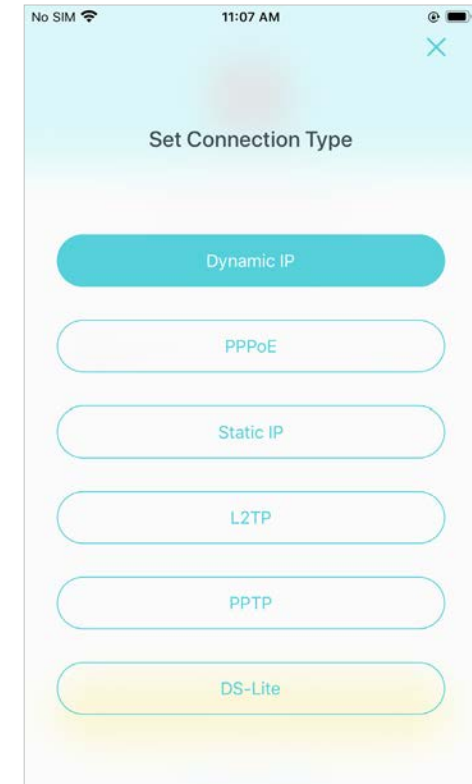 No SIM 11:07 AM
Set Connection Type
Dynamic IP
PPPoE
Static IP
L2TP
PPTP
DS-Lite